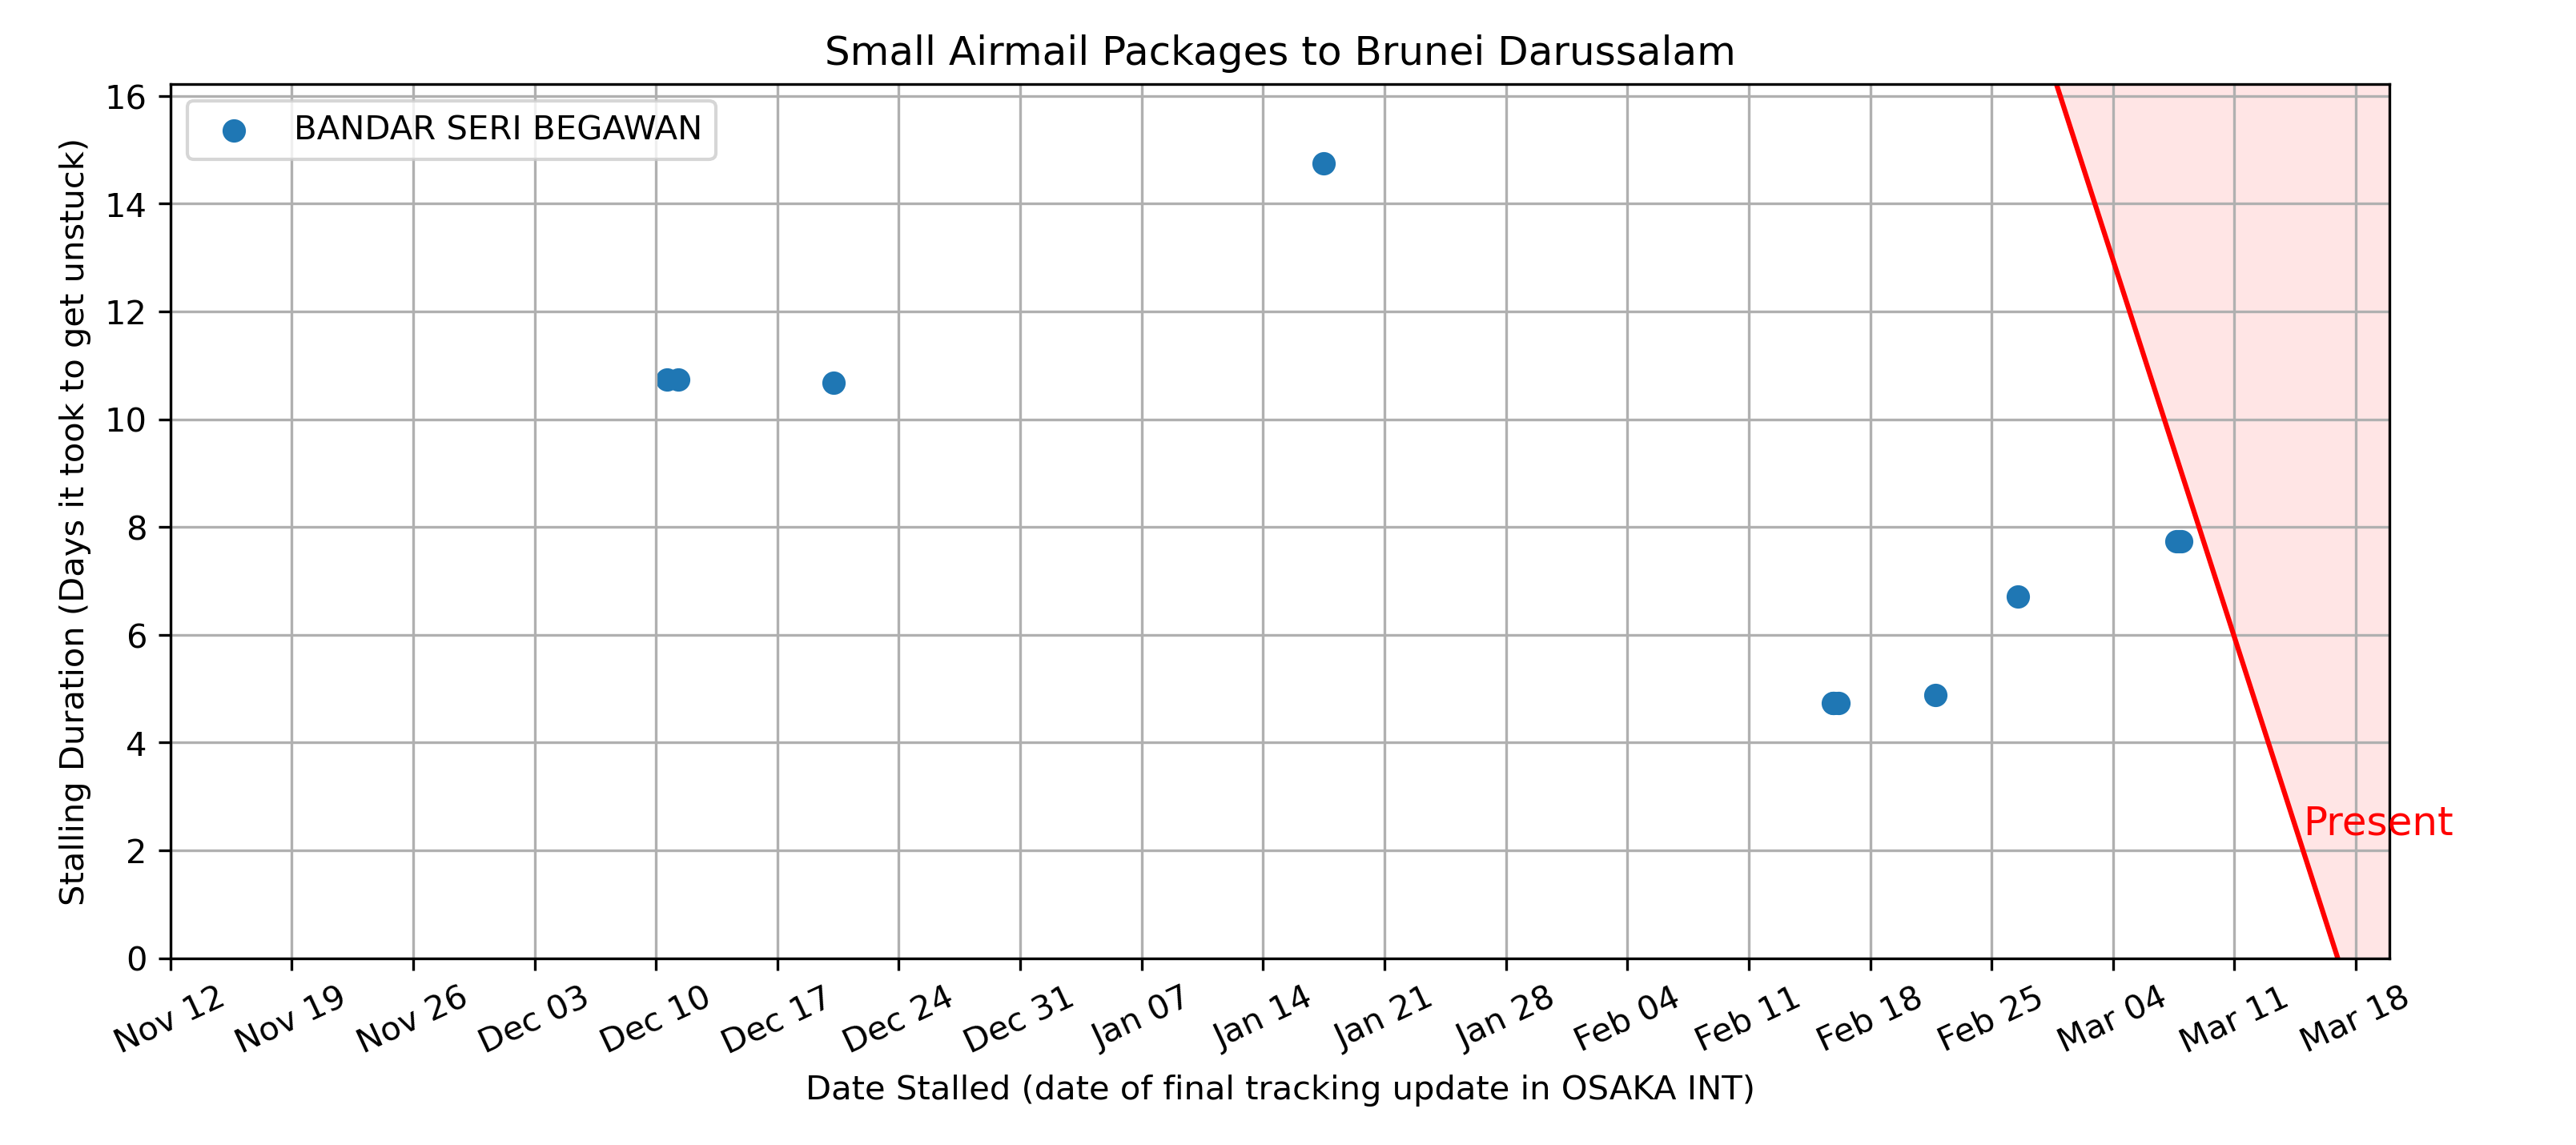 Small Airmail Packages to Brunei Darussalam
BANDAR SERI BEGAWAN
Stalling Duration (Days it took to get unstuck)
16
14
12
10
8
6
4
2
0
Present
Nov 12
Nov 19
Nov 26
Dec 03
Dec 10
Dec 17
Dec 24
Dec 31
Jan 07
Jan 14
Jan 21
Jan 28
Feb 04
Feb 11
Feb 18
Feb 25
Mar 04
Mar 11
Mar 18
Date Stalled (date of final tracking update in OSAKA INT)